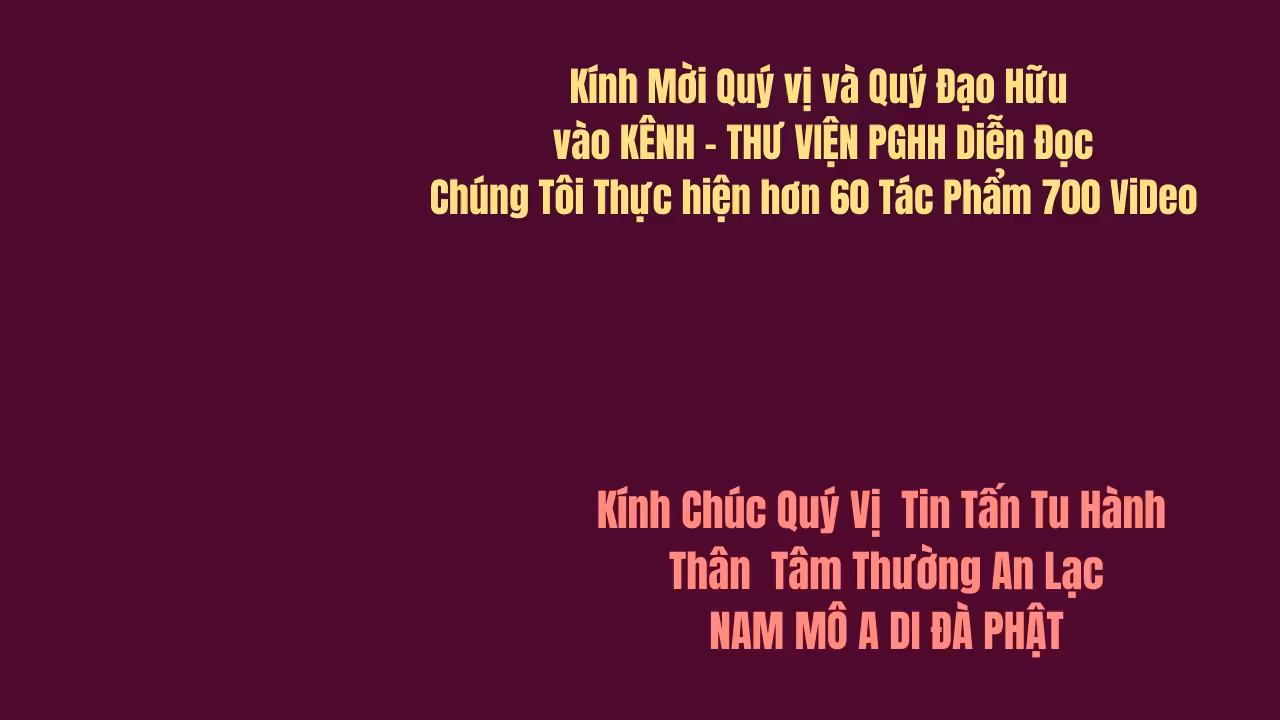 Kính Mời Quý vị và Quý Đạo Hữu
vào KÊNH - THƯ VIỆN PGHH Diễn Đọc
Chúng Tôi Thực hiện hơn 60 Tác Phẩm 700 ViDeo
Kính Chúc Quý Vị Tin Tấn Tu Hành
Thân Tâm Thường An Lạc
NAM MÔ A DI ĐÀ PHẬT